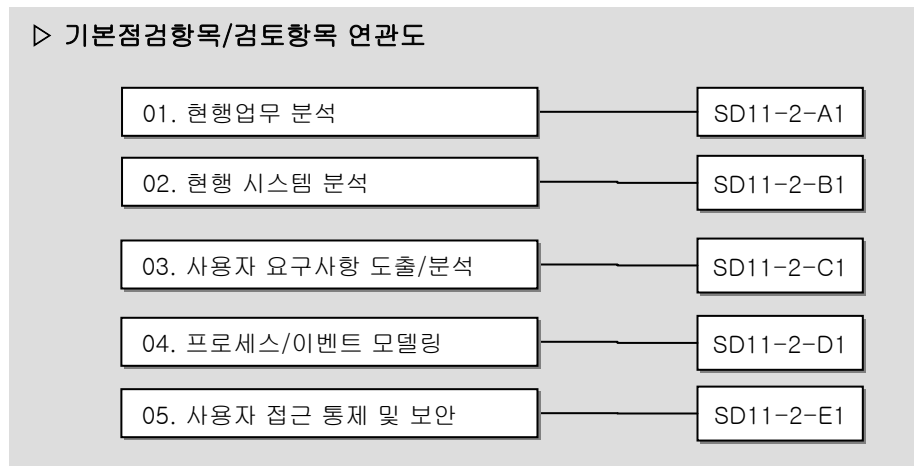 ▷ 기본점검항목/검토항목 연관도
01. 현행업무 분석 SD11-2-A1
02. 현행 시스템 분석 SD11-2-B1
03. 사용자 요구사항 도출/분석 SD11-2-C1
04. 프로세스/이벤트 모델링 SD11-2-D1
05. 사용자 접근 통제 및 보안 SD11-2-E1